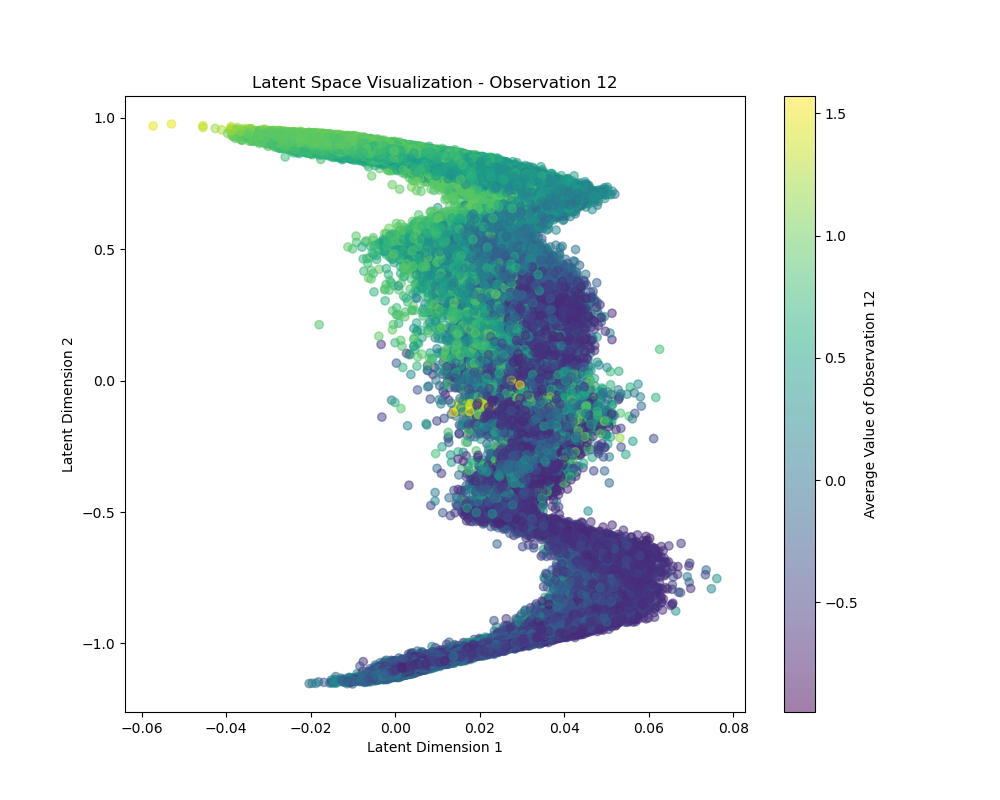 Latent Space Visualization - Observation 12
1.0
0.5
0.0
−0.5
−1.0
Latent Dimension 2
−0.06 −0.04 −0.02 0.00 0.02 0.04 0.06 0.08
Latent Dimension 1
1.5
1.0
0.5
0.0
−0.5
Average Value of Observation 12